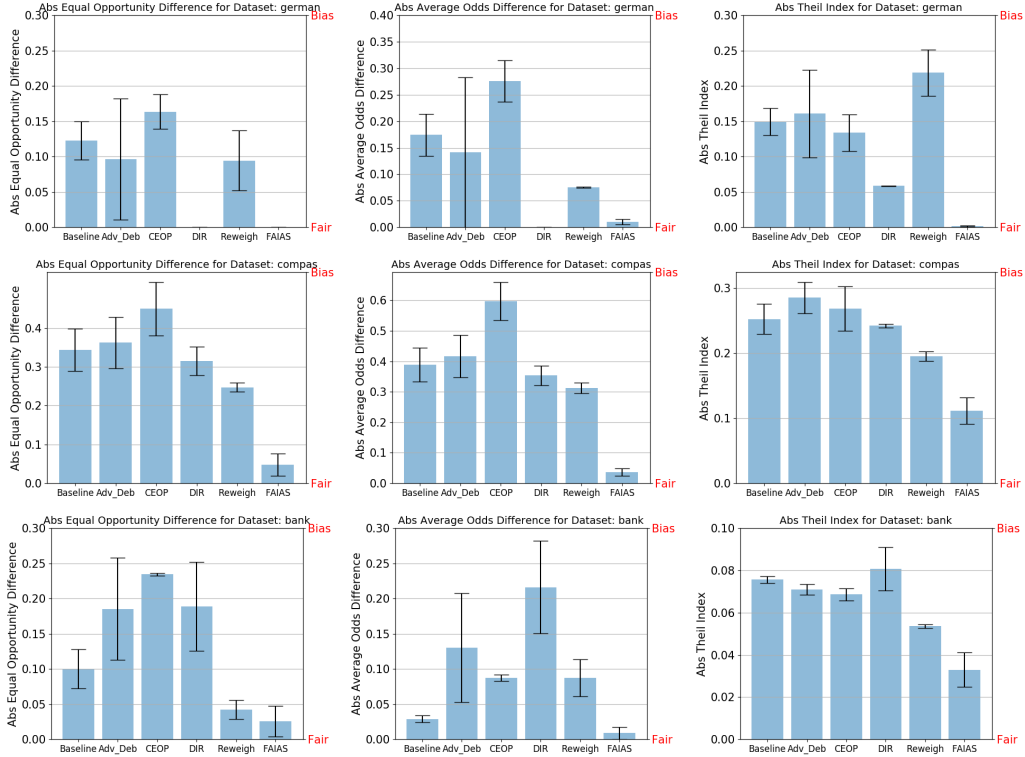 Abs Equal Opportunity Difference for Dataset: german
Abs Equal Opportunity Difference
0.30
0.25
0.20
0.15
0.10
0.05
0.00
Bias
Fair
Baseline Adv_Deb CEOP DIR Reweigh FAIAS
Abs Average Odds Difference for Dataset: german
Abs Average Odds Difference
0.40
0.35
0.30
0.25
0.20
0.15
0.10
0.05
0.00
Bias
Fair
Baseline Adv_Deb CEOP DIR Reweigh FAIAS
Abs Theil Index for Dataset: german
Abs Theil Index
0.30
0.25
0.20
0.15
0.10
0.05
0.00
Bias
Fair
Baseline Adv_Deb CEOP DIR Reweigh FAIAS
Abs Equal Opportunity Difference for Dataset: compas
Abs Equal Opportunity Difference
0.4
0.3
0.2
0.1
0.0
Bias
Fair
Baseline Adv_Deb CEOP DIR Reweigh FAIAS
Abs Average Odds Difference for Dataset: compas
Abs Average Odds Difference
0.6
0.5
0.4
0.3
0.2
0.1
0.0
Bias
Fair
Baseline Adv_Deb CEOP DIR Reweigh FAIAS
Abs Theil Index for Dataset: compas
Abs Theil Index
0.3
0.2
0.1
0.0
Bias
Fair
Baseline Adv_Deb CEOP DIR Reweigh FAIAS
Abs Equal Opportunity Difference for Dataset: bank
Abs Equal Opportunity Difference
0.30
0.25
0.20
0.15
0.10
0.05
0.00
Bias
Fair
Baseline Adv_Deb CEOP DIR Reweigh FAIAS
Abs Average Odds Difference for Dataset: bank
Abs Average Odds Difference
0.30
0.25
0.20
0.15
0.10
0.05
0.00
Bias
Fair
Baseline Adv_Deb CEOP DIR Reweigh FAIAS
Abs Theil Index for Dataset: bank
Abs Theil Index
0.10
0.08
0.06
0.04
0.02
0.00
Bias
Fair
Baseline Adv_Deb CEOP DIR Reweigh FAIAS